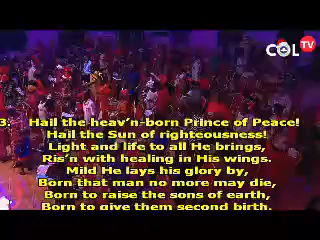 COL TV
3. Hail the heav'n-born Prince of Peace!
Hail the Sun of righteousness!
Light and life to all He brings,
Ris'n with healing in His wings.
Mild He lays his glory by,
Born that man no more may die,
Born to raise the sons of earth,
Born to give them second birth.